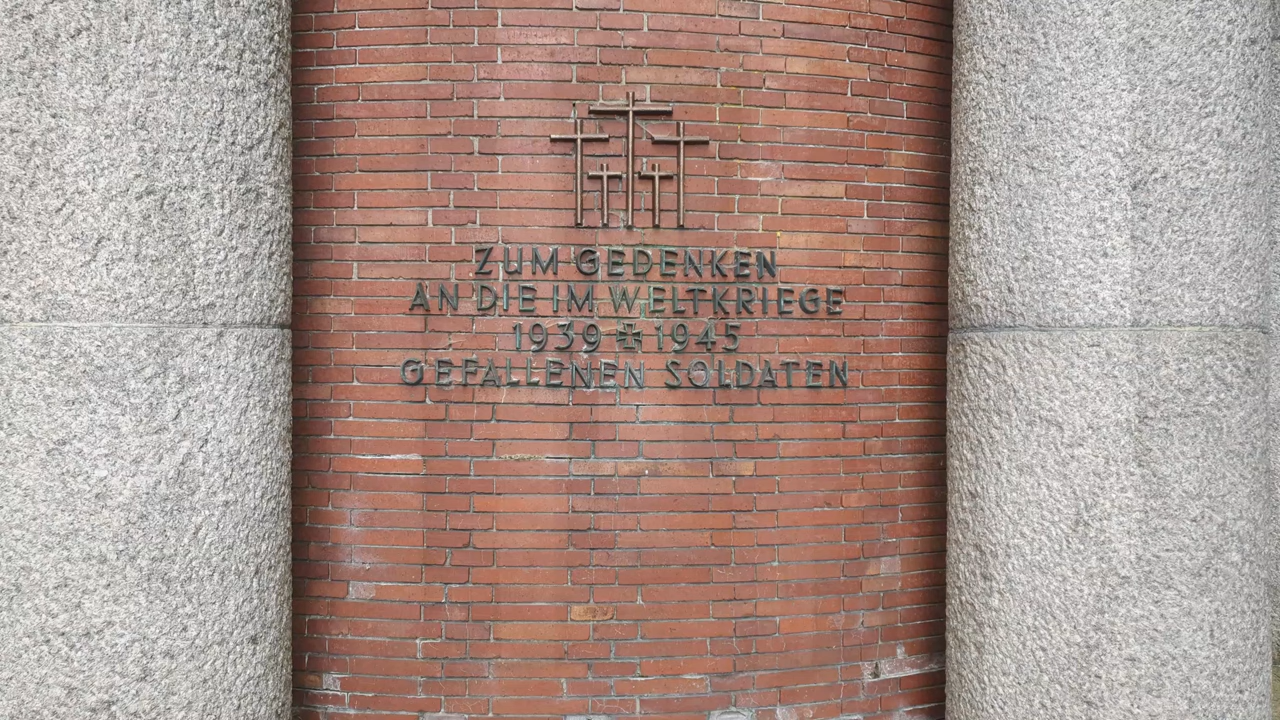 ZUM GEDENKEN
AN DIE IM WELTKRIEGE
1939 ✠ 1945
GEFALLENEN SOLDATEN